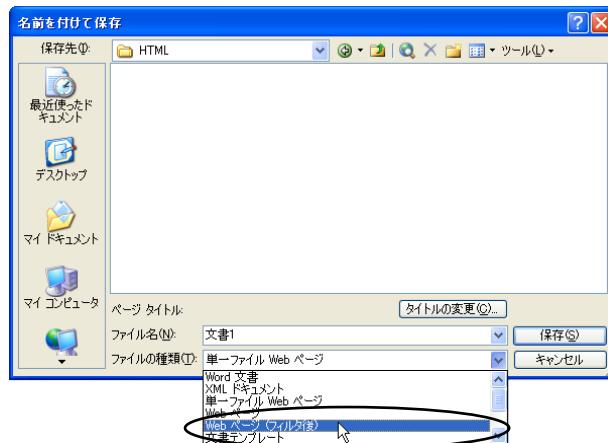 名前を付けて保存
保存先(I):
HTML
ツール(L)
最近使ったド
キュメント
デスクトップ
マイ ドキュメント
マイ コンピュータ
ページ タイトル:
タイトルの変更(C)...
ファイル名(N):
文書1
保存(S)
ファイルの種類(T):
単一ファイル Web ページ
キャンセル
Word 文書
XML ドキュメント
単一ファイル Web ページ
Web ページ
Web ページ (フィルタ後)
文書テンプレート